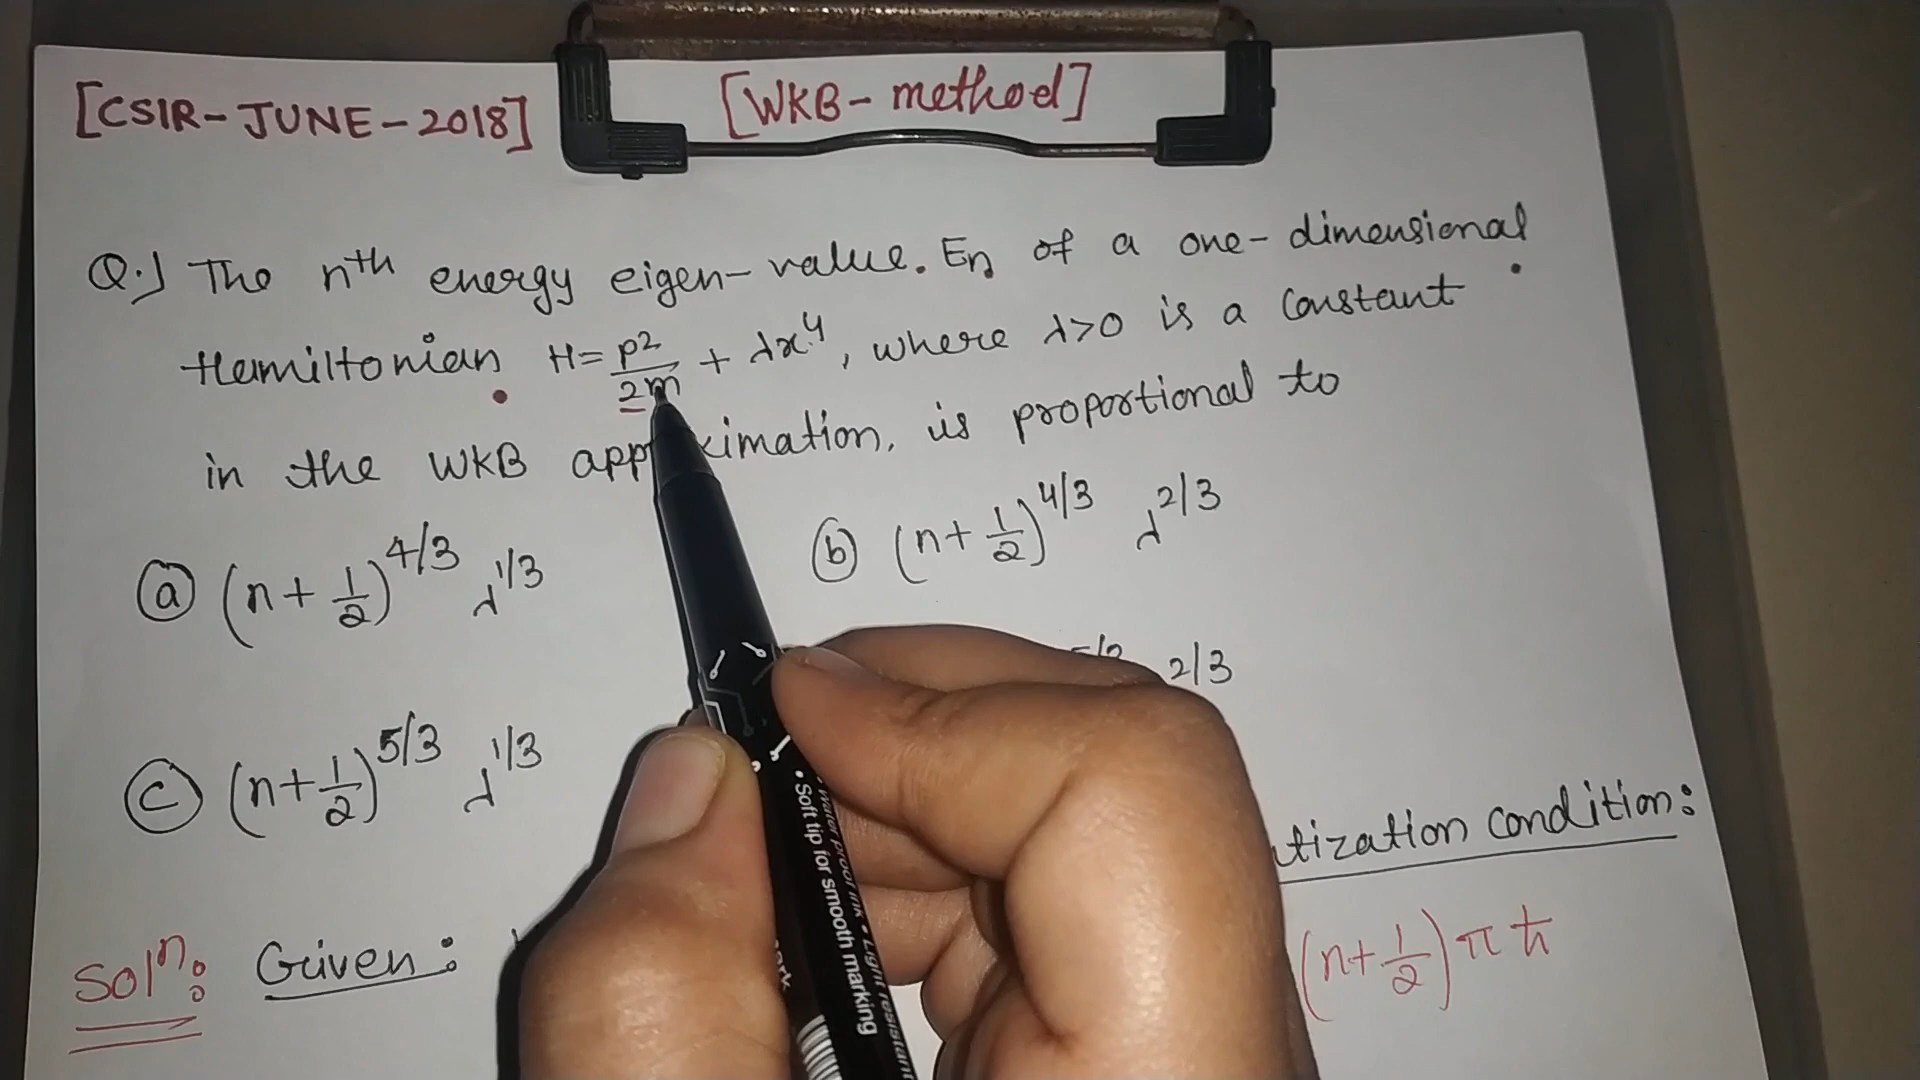 [CSIR-JUNE-2018]
[WKB-method]
Q.) The nth energy eigen-value. En of a one-dimensional
Hamiltonian H = p²/2m + λx⁴, where λ>0 is a constant
in the WKB approximation, is proportional to
(a) (n+1/2)^4/3 λ^1/3
(b) (n+1/2)^4/3 λ^2/3
(c) (n+1/2)^5/3 λ^1/3
2/3
tization condition:
Solⁿ: Given:
(n+1/2)πħ
Soft tip for smooth marking
Water proof ink • Light resistant